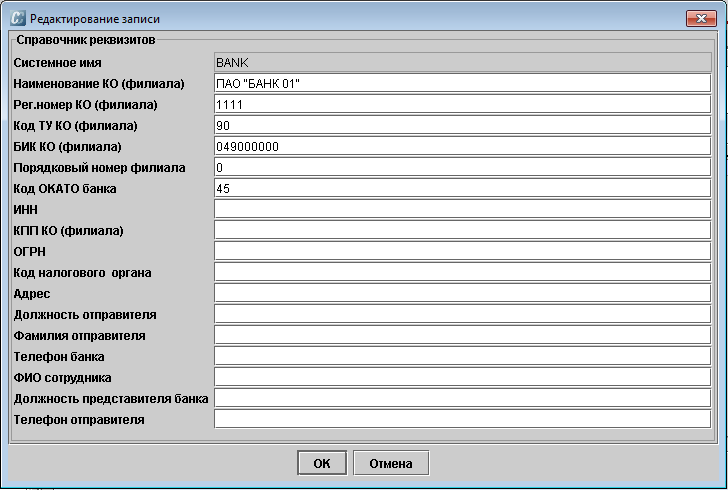 Редактирование записи
Справочник реквизитов
Системное имя BANK
Наименование КО (филиала) ПАО "БАНК 01"
Рег.номер КО (филиала) 1111
Код ТУ КО (филиала) 90
БИК КО (филиала) 049000000
Порядковый номер филиала 0
Код ОКАТО банка 45
ИНН
КПП КО (филиала)
ОГРН
Код налогового органа
Адрес
Должность отправителя
Фамилия отправителя
Телефон банка
ФИО сотрудника
Должность представителя банка
Телефон отправителя
ОК Отмена